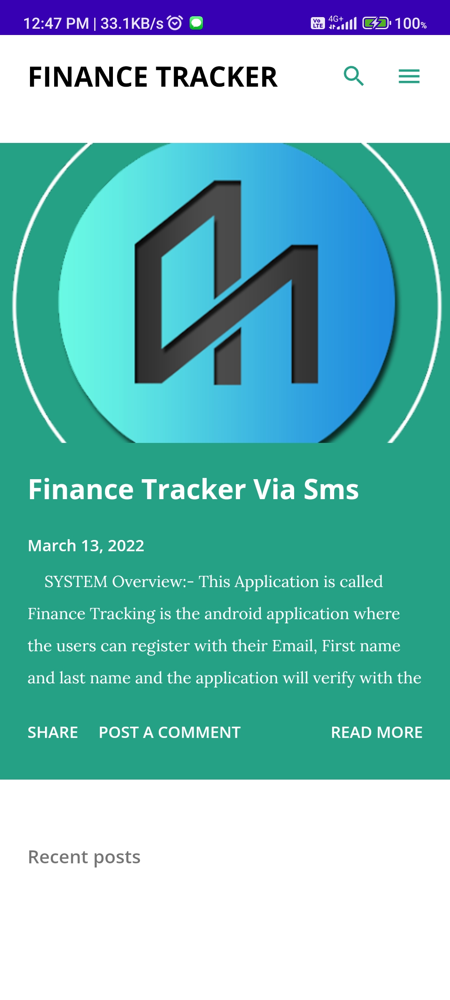 12:47 PM | 33.1KB/s Vo LTE 4G+ 100%
FINANCE TRACKER
Finance Tracker Via Sms
March 13, 2022
SYSTEM Overview:- This Application is called
Finance Tracking is the android application where
the users can register with their Email, First name
and last name and the application will verify with the
SHARE POST A COMMENT READ MORE
Recent posts